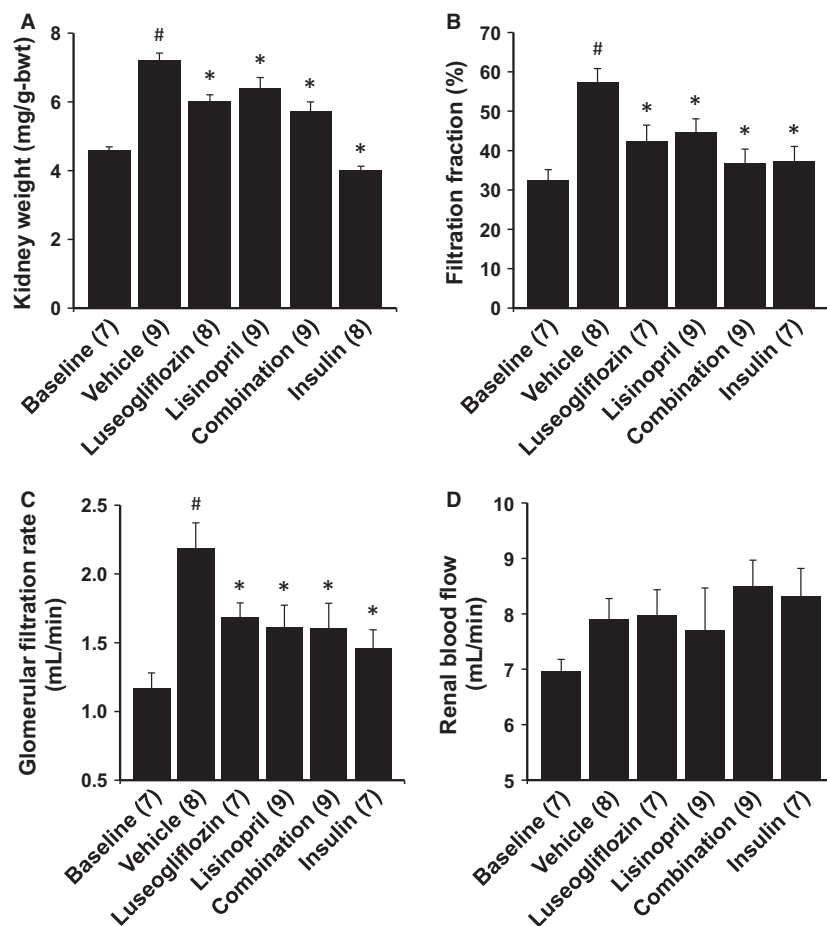 A
Kidney weight (mg/g-bwt)
8
6
4
2
0
#
*
*
*
*
Baseline (7)
Vehicle (9)
Luseogliflozin (8)
Lisinopril (9)
Combination (9)
Insulin (8)
B
Filtration fraction (%)
70
60
50
40
30
20
10
0
#
*
*
*
*
Baseline (7)
Vehicle (8)
Luseogliflozin (7)
Lisinopril (9)
Combination (9)
Insulin (7)
C
Glomerular filtration rate
(mL/min)
2.5
2.0
1.5
1.0
0.5
#
*
*
*
*
Baseline (7)
Vehicle (8)
Luseogliflozin (7)
Lisinopril (9)
Combination (9)
Insulin (7)
D
Renal blood flow
(mL/min)
10
9
8
7
6
5
Baseline (7)
Vehicle (8)
Luseogliflozin (7)
Lisinopril (9)
Combination (9)
Insulin (7)